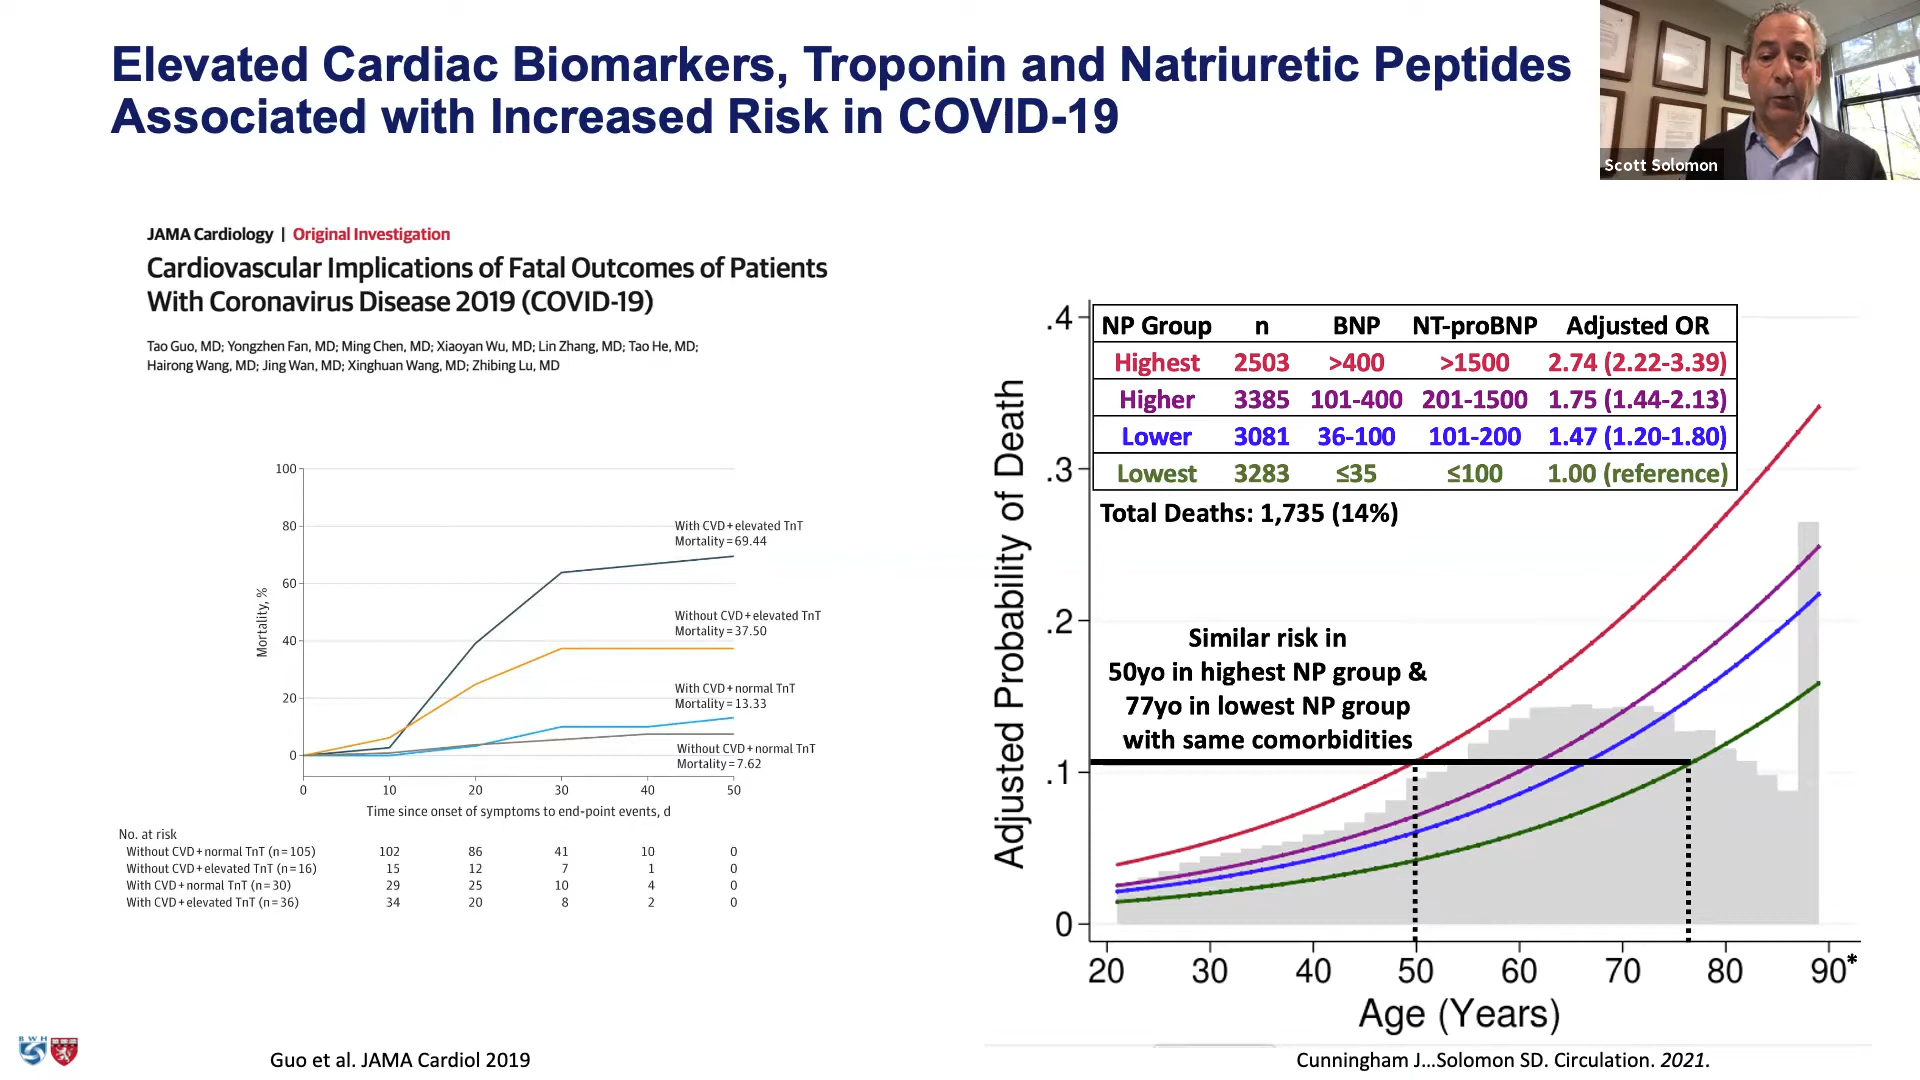 Elevated Cardiac Biomarkers, Troponin and Natriuretic Peptides
Associated with Increased Risk in COVID-19
Scott Solomon
JAMA Cardiology | Original Investigation
Cardiovascular Implications of Fatal Outcomes of Patients
With Coronavirus Disease 2019 (COVID-19)
Tao Guo, MD; Yongzhen Fan, MD; Ming Chen, MD; Xiaoyan Wu, MD; Lin Zhang, MD; Tao He, MD;
Hairong Wang, MD; Jing Wan, MD; Xinghuan Wang, MD; Zhibing Lu, MD
100
80
60
40
20
0
Mortality, %
With CVD + elevated TnT
Mortality = 69.44
Without CVD + elevated TnT
Mortality = 37.50
With CVD + normal TnT
Mortality = 13.33
Without CVD + normal TnT
Mortality = 7.62
0 10 20 30 40 50
Time since onset of symptoms to end-point events, d
No. at risk
Without CVD + normal TnT (n = 105) 102 86 41 10 0
Without CVD + elevated TnT (n = 16) 15 12 7 1 0
With CVD + normal TnT (n = 30) 29 25 10 4 0
With CVD + elevated TnT (n = 36) 34 20 8 2 0
Adjusted Probability of Death
.4
.3
.2
.1
0
NP Group n BNP NT-proBNP Adjusted OR
Highest 2503 >400 >1500 2.74 (2.22-3.39)
Higher 3385 101-400 201-1500 1.75 (1.44-2.13)
Lower 3081 36-100 101-200 1.47 (1.20-1.80)
Lowest 3283 ≤35 ≤100 1.00 (reference)
Total Deaths: 1,735 (14%)
Similar risk in
50yo in highest NP group &
77yo in lowest NP group
with same comorbidities
20 30 40 50 60 70 80 90*
Age (Years)
BWH
Guo et al. JAMA Cardiol 2019
Cunningham J...Solomon SD. Circulation. 2021.